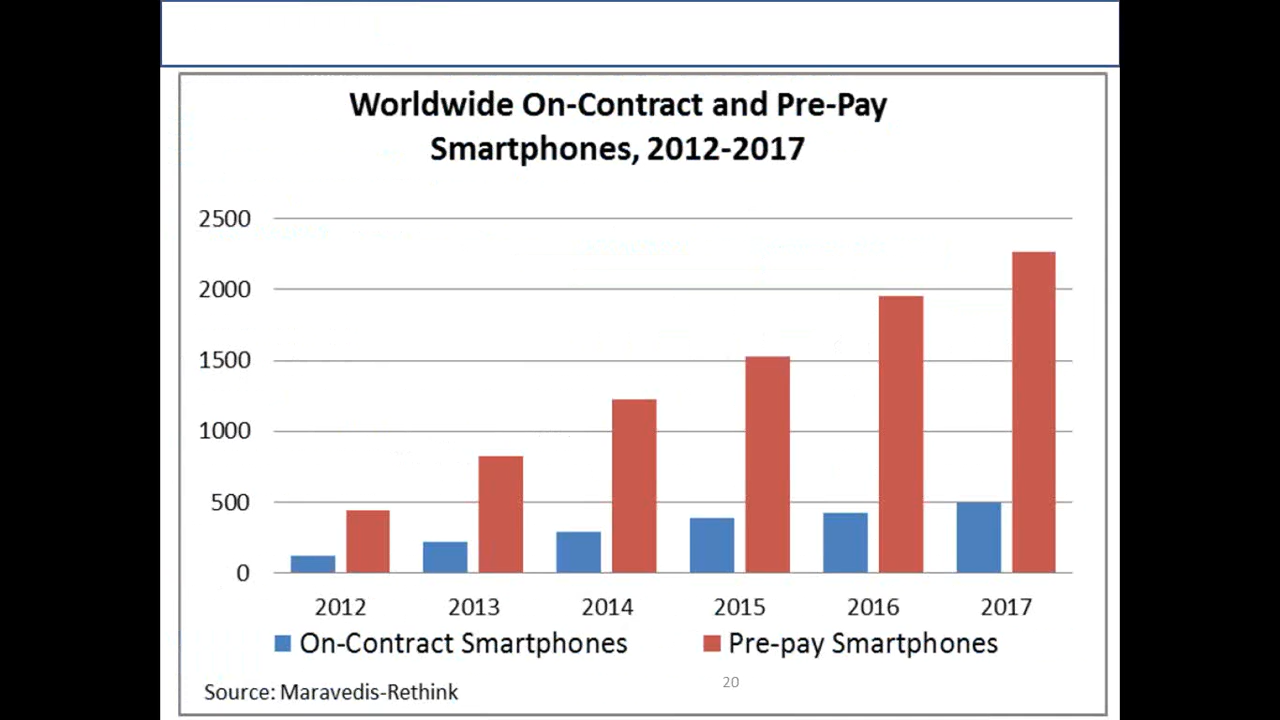 Worldwide On-Contract and Pre-Pay
Smartphones, 2012-2017
2500
2000
1500
1000
500
0
2012 2013 2014 2015 2016 2017
On-Contract Smartphones Pre-pay Smartphones
20
Source: Maravedis-Rethink